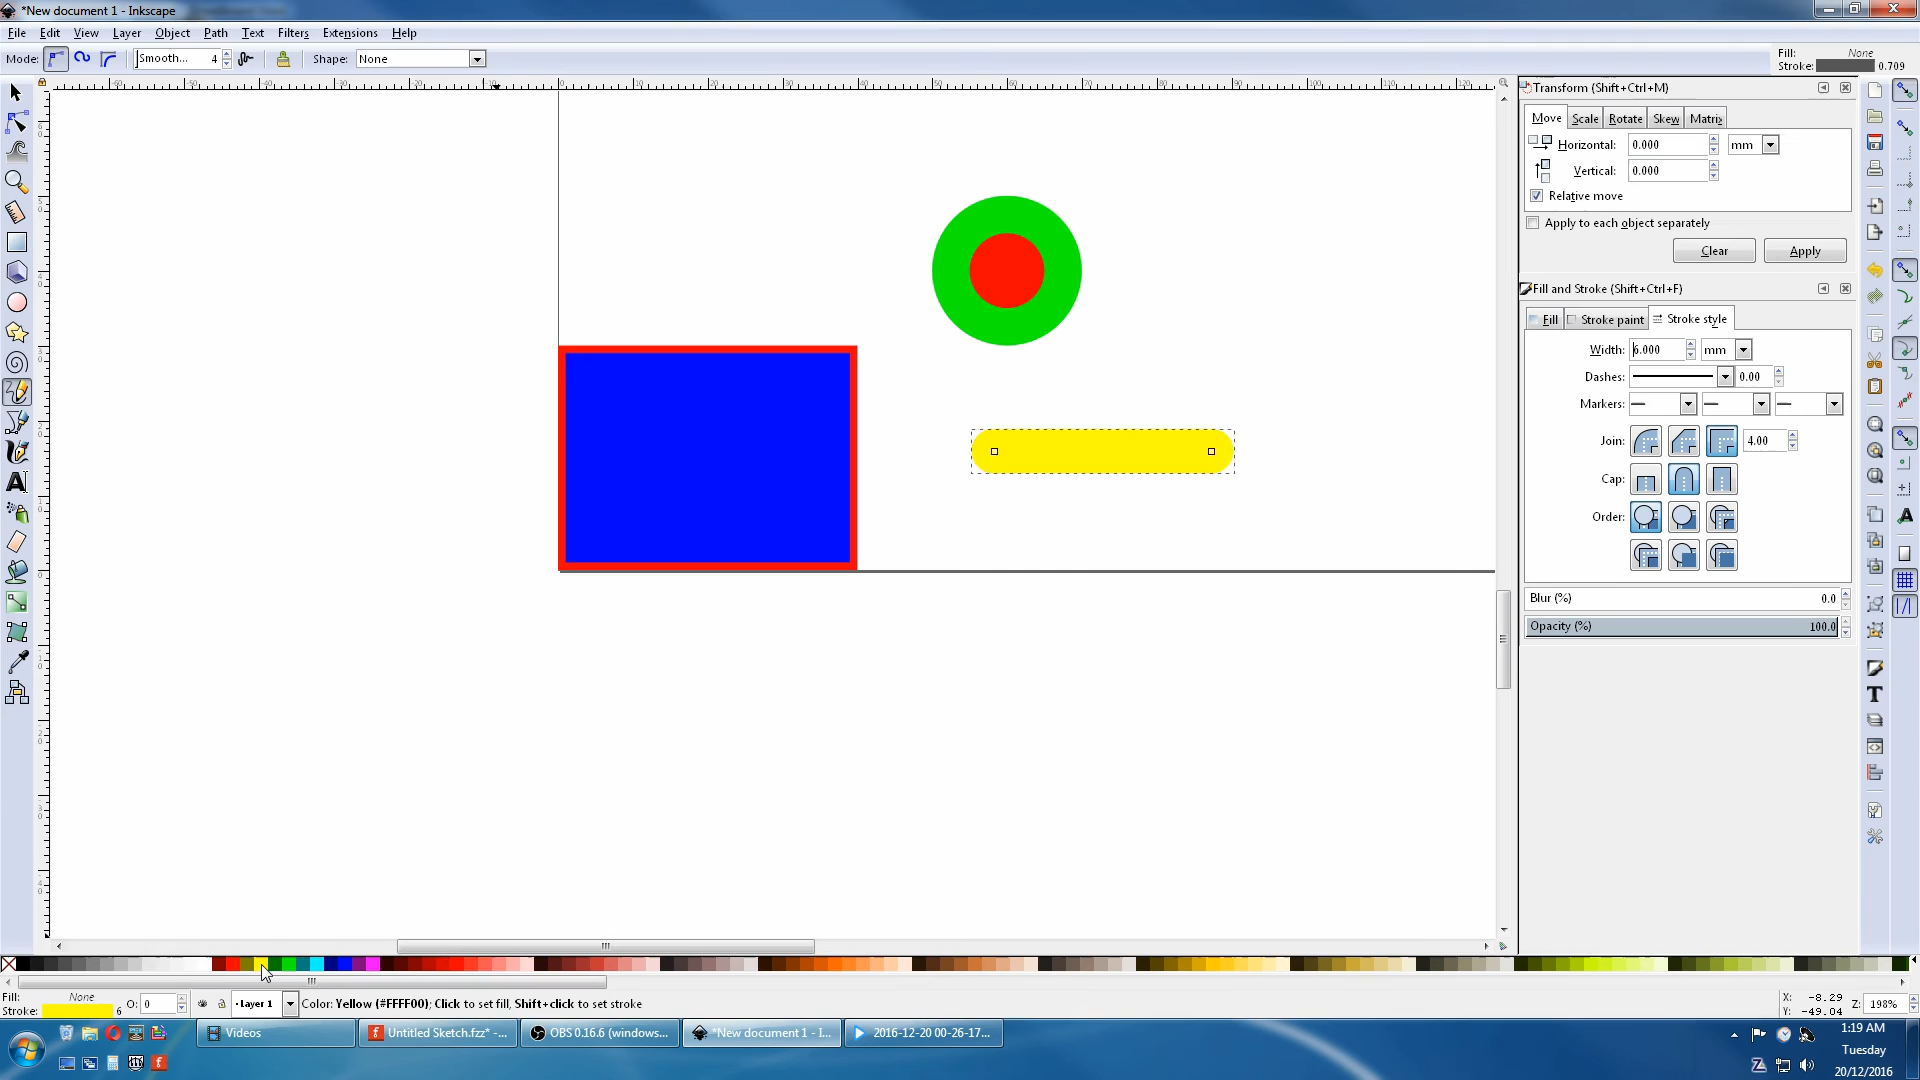 *New document 1 - Inkscape
File Edit View Layer Object Path Text Filters Extensions Help
Mode: Smooth... 4 Shape: None
Fill: None
Stroke: 0.709
Transform (Shift+Ctrl+M)
Move Scale Rotate Skew Matrix
Horizontal: 0.000 mm
Vertical: 0.000
Relative move
Apply to each object separately
Clear Apply
Fill and Stroke (Shift+Ctrl+F)
Fill Stroke paint Stroke style
Width: 6.000 mm
Dashes: 0.00
Markers:
Join: 4.00
Cap:
Order:
Blur (%) 0.0
Opacity (%) 100.0
Fill: None O: 0 Layer 1 Color: Yellow (#FFFF00); Click to set fill, Shift+click to set stroke X: -8.29 Z: 198%
Stroke: 6 Y: -49.04
Videos Untitled Sketch.fzz* -... OBS 0.16.6 (windows... *New document 1 - I... 2016-12-20 00-26-17...
1:19 AM
Tuesday
20/12/2016